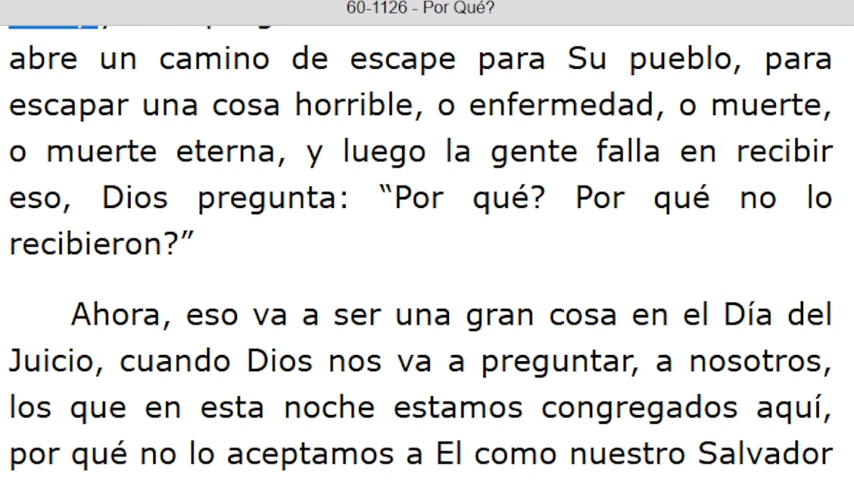 60-1126 - Por Qué?
abre un camino de escape para Su pueblo, para
escapar una cosa horrible, o enfermedad, o muerte,
o muerte eterna, y luego la gente falla en recibir
eso, Dios pregunta: “Por qué? Por qué no lo
recibieron?”
Ahora, eso va a ser una gran cosa en el Día del
Juicio, cuando Dios nos va a preguntar, a nosotros,
los que en esta noche estamos congregados aquí,
por qué no lo aceptamos a El como nuestro Salvador